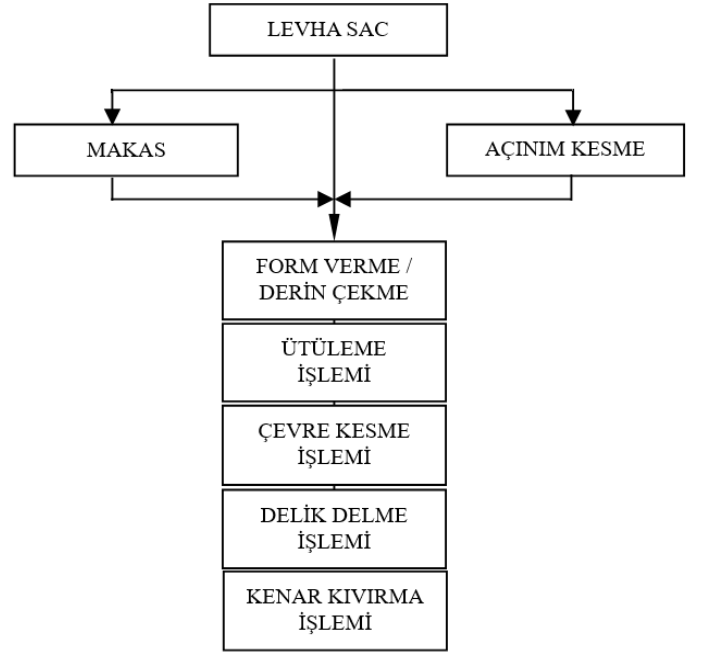 LEVHA SAC
MAKAS
AÇINIM KESME
FORM VERME /
DERİN ÇEKME
ÜTÜLEME
İŞLEMİ
ÇEVRE KESME
İŞLEMİ
DELİK DELME
İŞLEMİ
KENAR KIVIRMA
İŞLEMİ